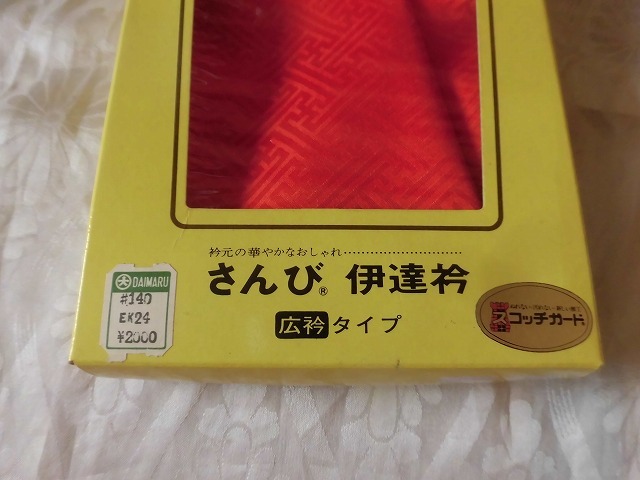 衿元の華やかなおしゃれ…………………………
さんび® 伊達衿
広衿 タイプ
大 DAIMARU
#140
EK24
¥2000
スコッチガード